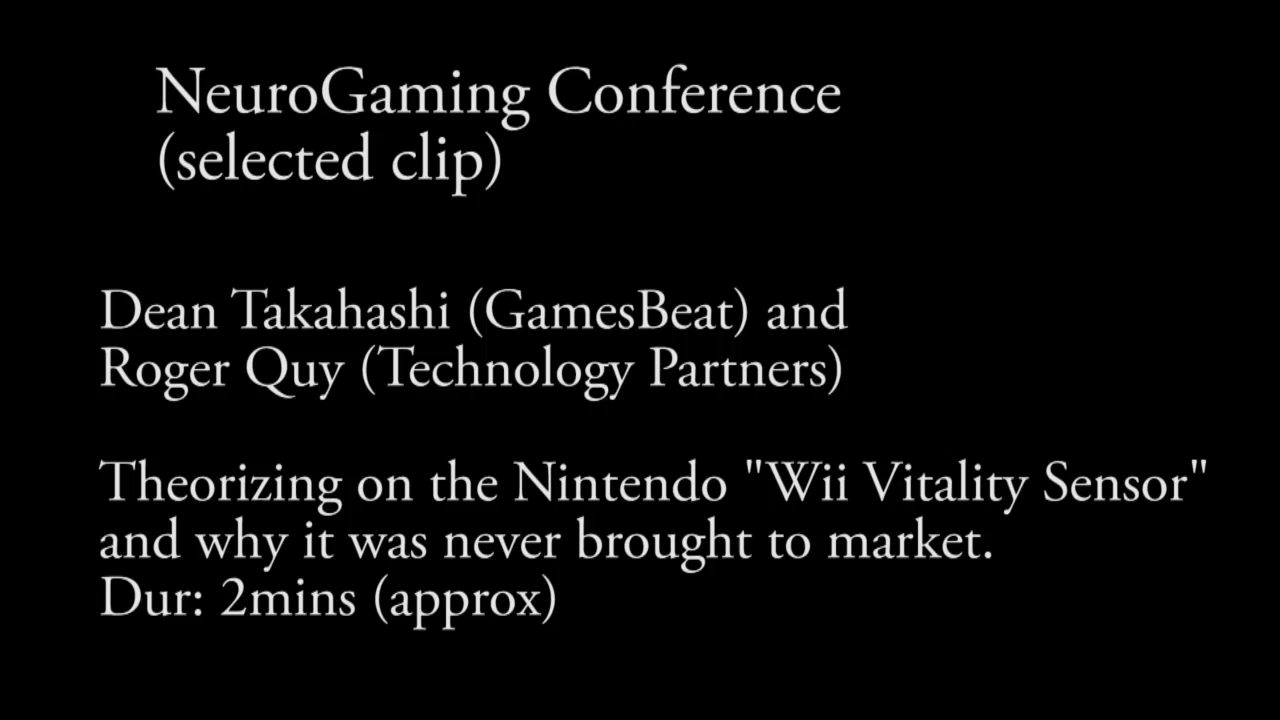 NeuroGaming Conference
(selected clip)
Dean Takahashi (GamesBeat) and
Roger Quy (Technology Partners)
Theorizing on the Nintendo "Wii Vitality Sensor"
and why it was never brought to market.
Dur: 2mins (approx)